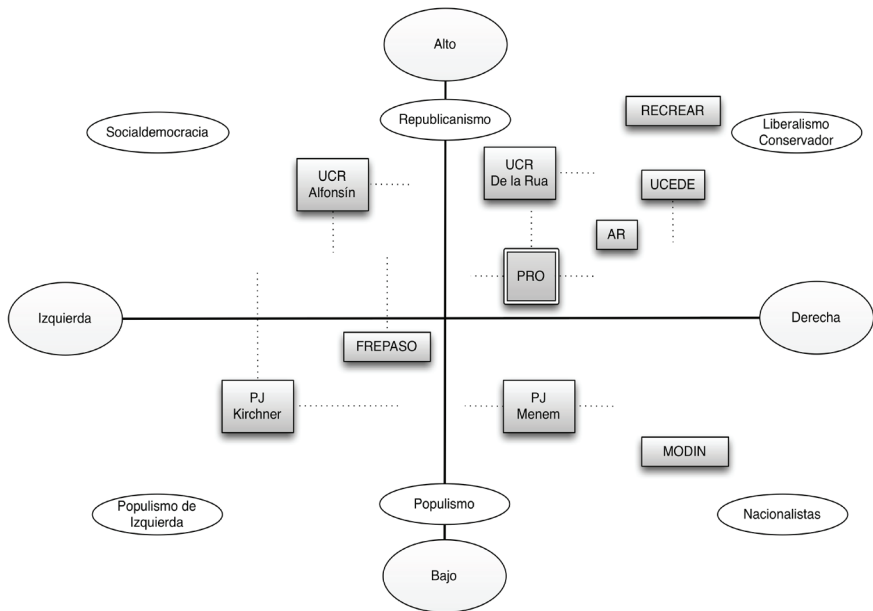 Alto
Socialdemocracia
Republicanismo
RECREAR
Liberalismo
Conservador
UCR
Alfonsín
UCR
De la Rua
UCEDE
AR
PRO
Izquierda
Derecha
FREPASO
PJ
Kirchner
PJ
Menem
MODIN
Populismo de
Izquierda
Populismo
Nacionalistas
Bajo